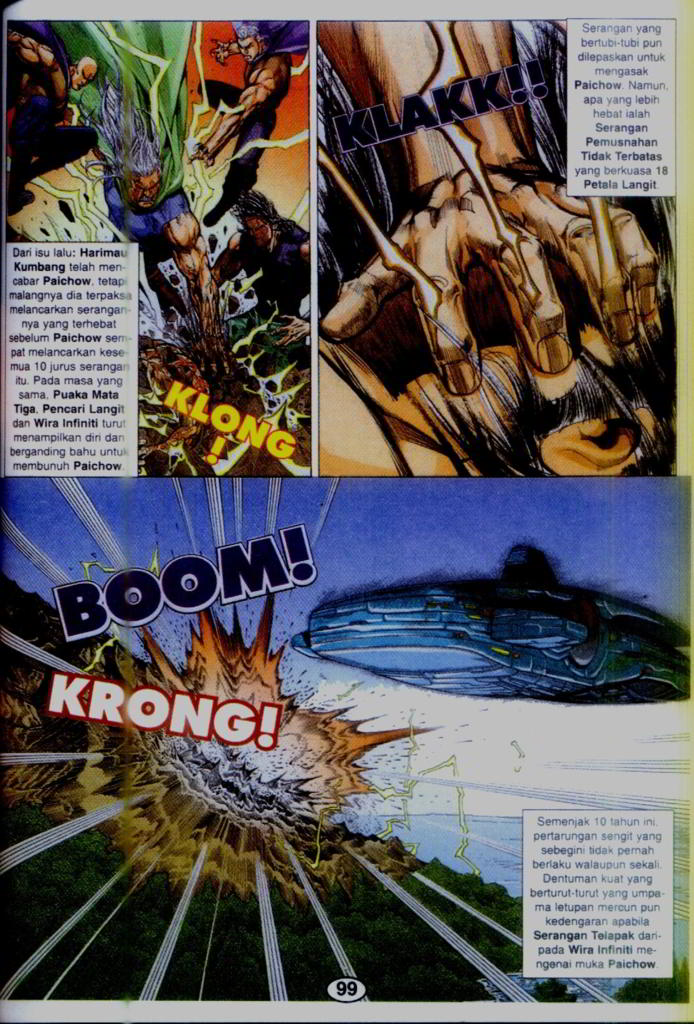 Dari isu lalu: Harimau
Kumbang telah men-
cabar Paichow, tetapi
malangnya dia terpaksa
melancarkan serangan-
nya yang terhebat
sebelum Paichow sem-
pat melancarkan kese-
mua 10 jurus serangan
itu. Pada masa yang
sama, Puaka Mata
Tiga, Pencari Langit
dan Wira Infiniti turut
menampilkan diri dan
berganding bahu untuk
membunuh Paichow.
KLONG
!
KLAKK!!
Serangan yang
bertubi-tubi pun
dilepaskan untuk
mengasak
Paichow. Namun,
apa yang lebih
hebat ialah
Serangan
Pemusnahan
Tidak Terbatas
yang berkuasa 18
Petala Langit.
BOOM!
KRONG!
Semenjak 10 tahun ini,
pertarungan sengit yang
sebegini tidak pernah
berlaku walaupun sekali.
Dentuman kuat yang
berturut-turut yang umpa-
ma letupan mercun pun
kedengaran apabila
Serangan Telapak dari-
pada Wira Infiniti me-
ngenai muka Paichow.
99